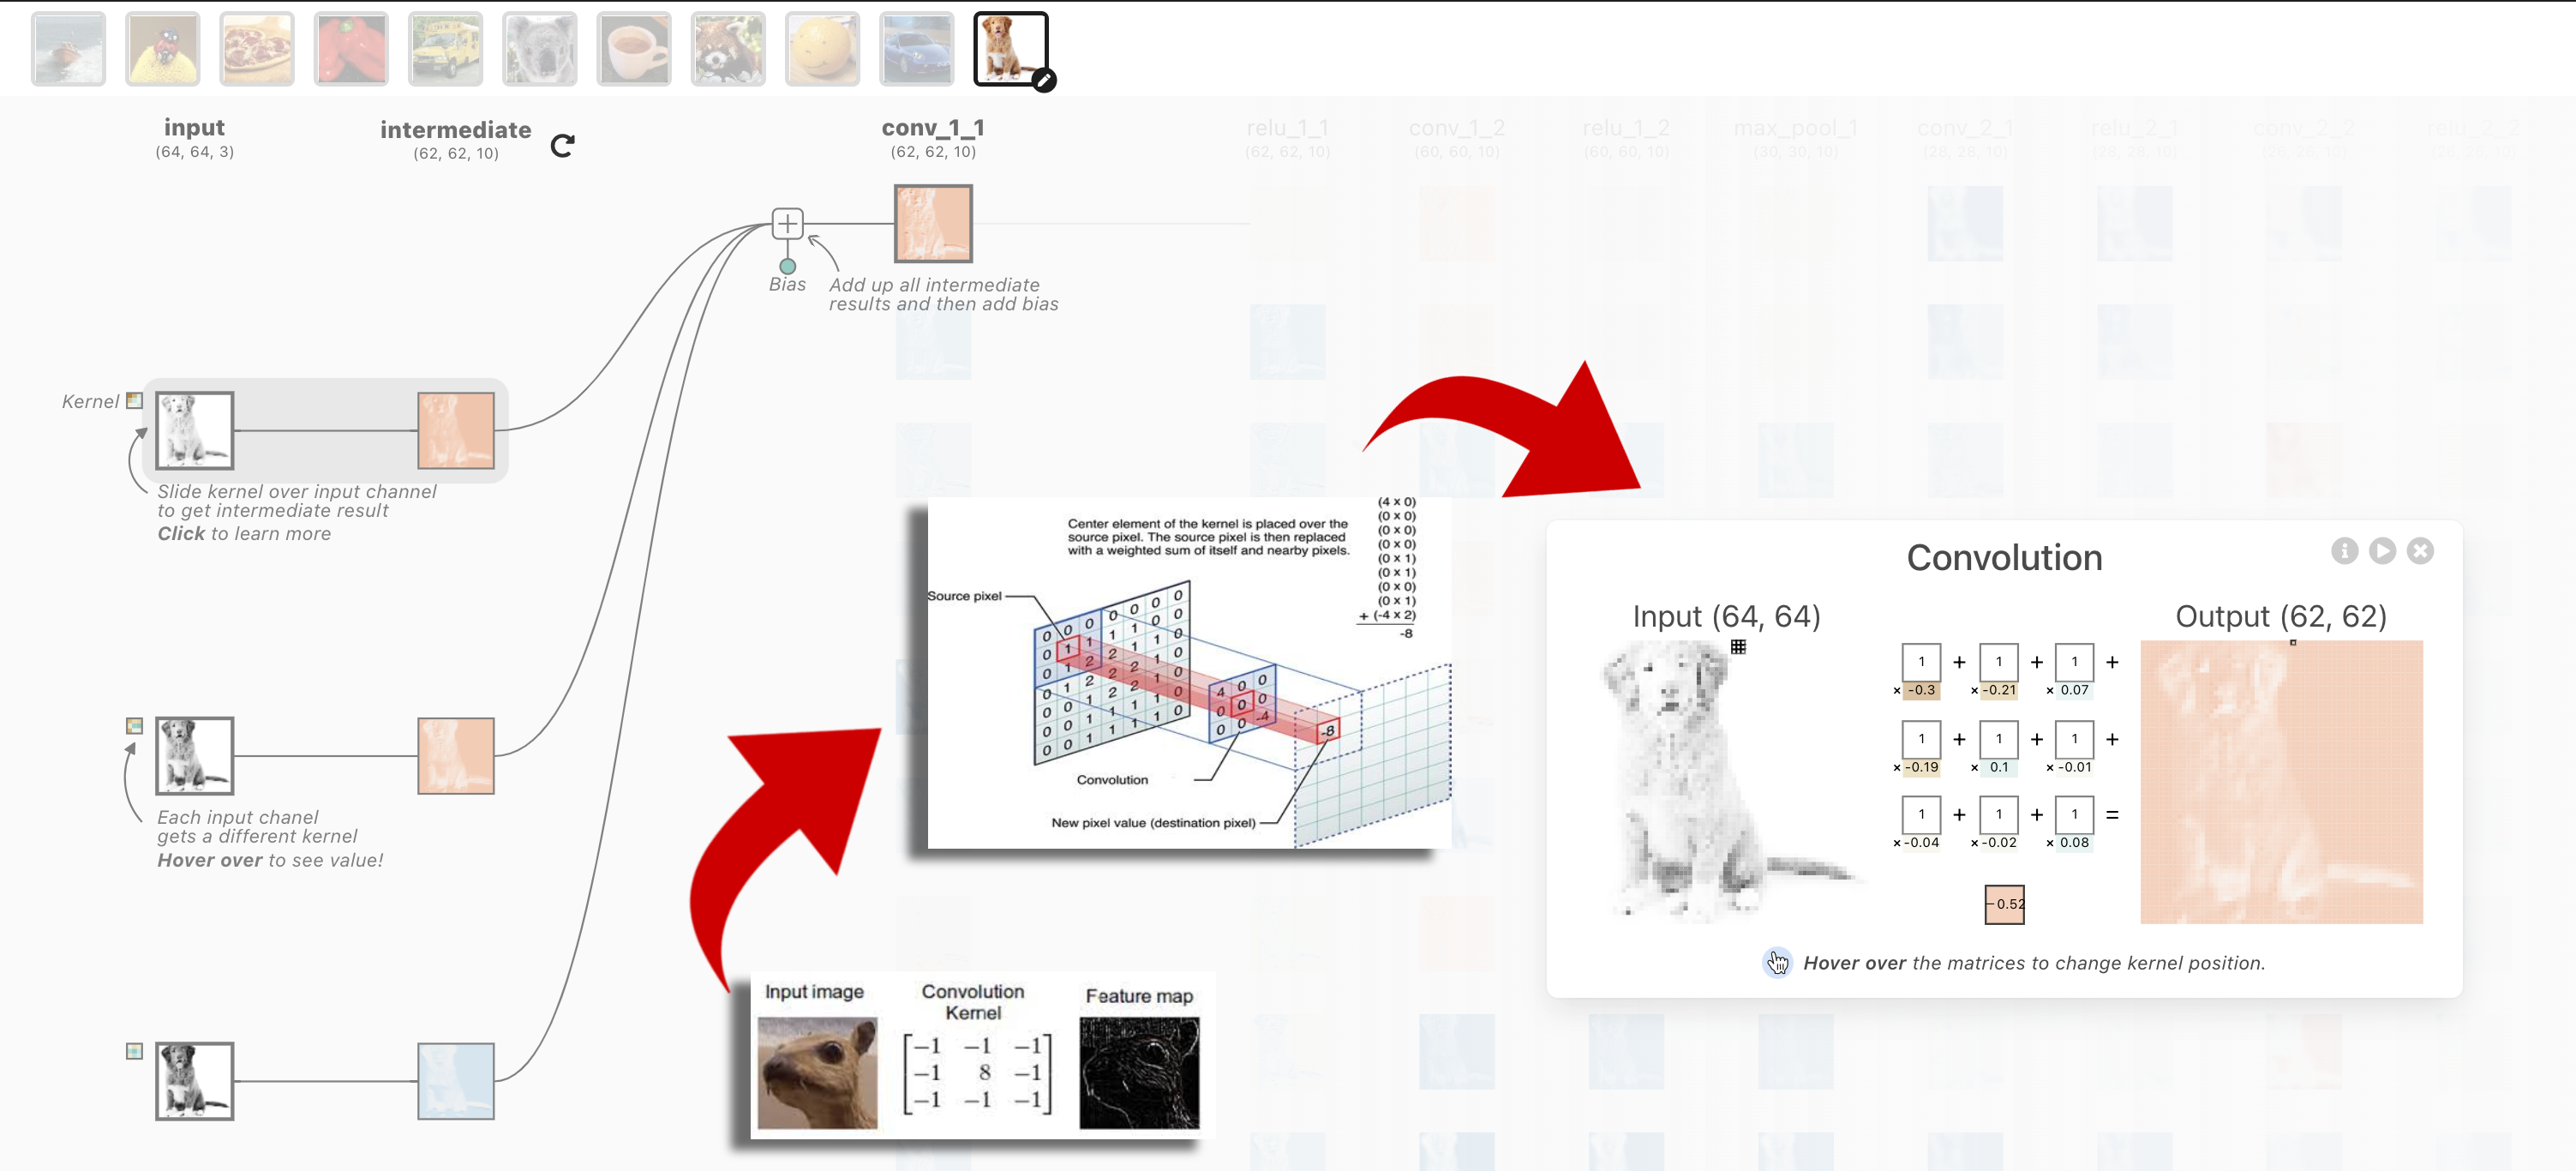 input
(64, 64, 3)
intermediate
(62, 62, 10)
conv_1_1
(62, 62, 10)
relu_1_1
(62, 62, 10)
conv_1_2
(60, 60, 10)
relu_1_2
(60, 60, 10)
max_pool_1
(30, 30, 10)
conv_2_1
(28, 28, 10)
relu_2_1
(28, 28, 10)
conv_2_2
(26, 26, 10)
relu_2_2
(26, 26, 10)
Bias
Add up all intermediate
results and then add bias
Kernel
Slide kernel over input channel
to get intermediate result
Click to learn more
Each input chanel
gets a different kernel
Hover over to see value!
Center element of the kernel is placed over the
source pixel. The source pixel is then replaced
with a weighted sum of itself and nearby pixels.
(4 x 0)
(0 x 0)
(0 x 0)
(0 x 0)
(0 x 1)
(0 x 1)
(0 x 0)
(0 x 1)
+ (-4 x 2)
-8
Source pixel
4 0 0
0 0 0
0 0 -4
-8
Convolution
New pixel value (destination pixel)
Input image
Convolution
Kernel
Feature map
−1 −1 −1
−1 8 −1
−1 −1 −1
Convolution
Input (64, 64)
Output (62, 62)
1 + 1 + 1 +
× -0.3 × -0.21 × 0.07
1 + 1 + 1 +
× -0.19 × 0.1 × -0.01
1 + 1 + 1 =
× -0.04 × -0.02 × 0.08
−0.52
Hover over the matrices to change kernel position.